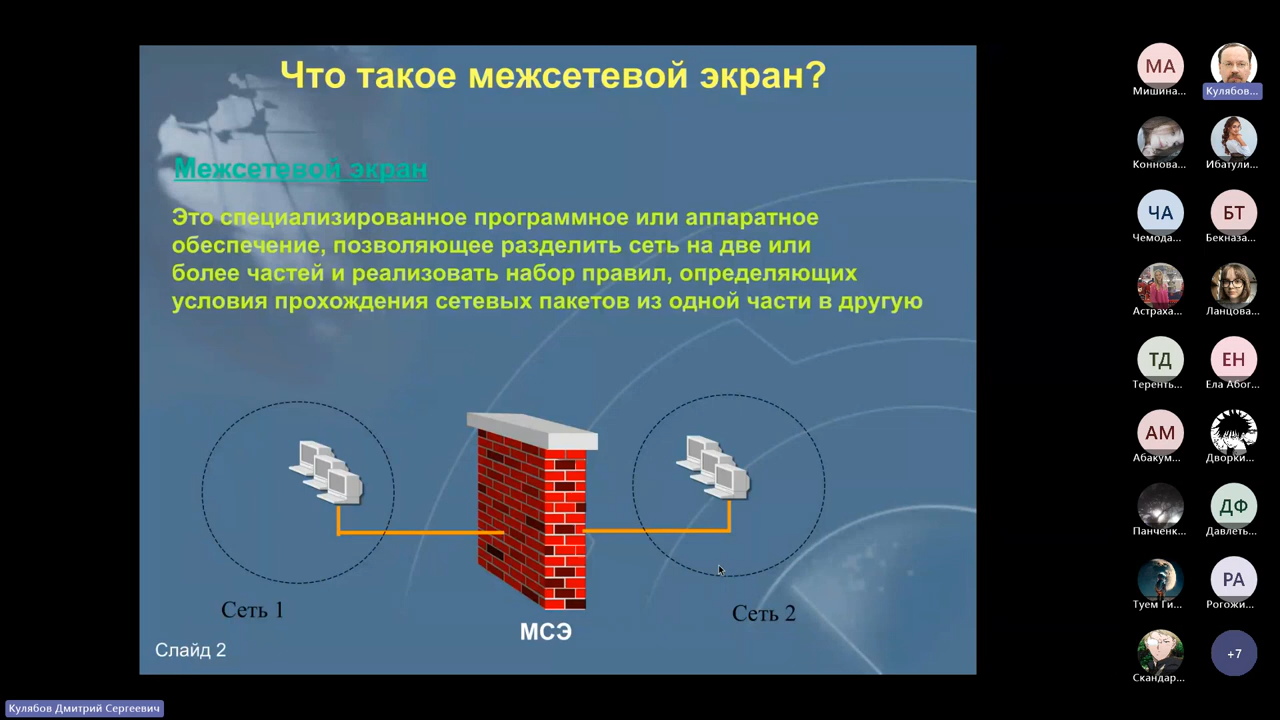 Что такое межсетевой экран?
Межсетевой экран
Это специализированное программное или аппаратное
обеспечение, позволяющее разделить сеть на две или
более частей и реализовать набор правил, определяющих
условия прохождения сетевых пакетов из одной части в другую
Сеть 1
МСЭ
Сеть 2
Слайд 2
МА
Мишина...
Кулябов...
Коннова...
Ибатули...
ЧА
Чемода...
БТ
Бекназа...
Астраха...
Ланцова...
ТД
Теренть...
ЕН
Ела Абог...
АМ
Абакум...
Дворки...
Панченк...
ДФ
Давлеть...
Туем Ги...
РА
Рогожи...
Скандар...
+7
Кулябов Дмитрий Сергеевич